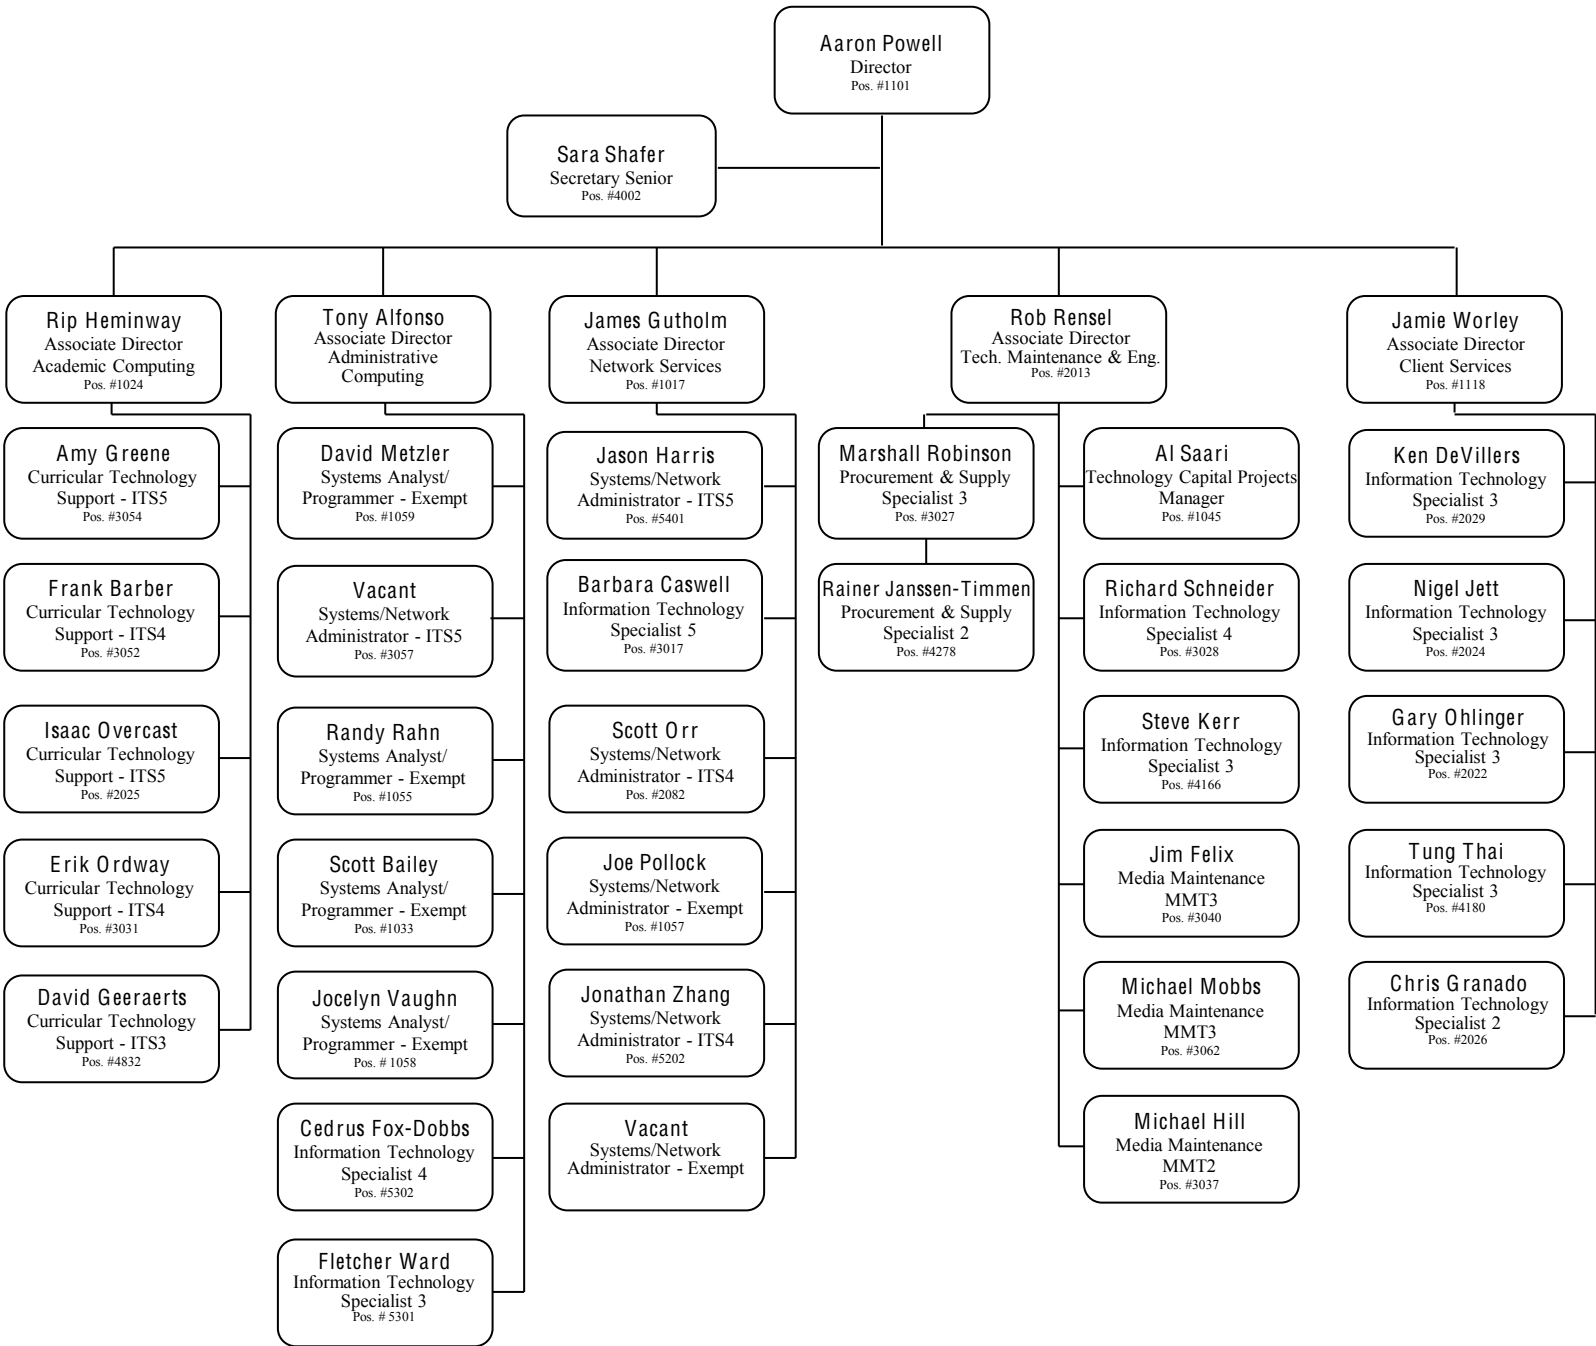 Aaron Powell
Director
Pos. #1101
Sara Shafer
Secretary Senior
Pos. #4002
Rip Heminway
Associate Director
Academic Computing
Pos. #1024
Tony Alfonso
Associate Director
Administrative
Computing
James Gutholm
Associate Director
Network Services
Pos. #1017
Rob Rensel
Associate Director
Tech. Maintenance & Eng.
Pos. #2013
Jamie Worley
Associate Director
Client Services
Pos. #1118
Amy Greene
Curricular Technology
Support - ITS5
Pos. #3054
Frank Barber
Curricular Technology
Support - ITS4
Pos. #3052
Isaac Overcast
Curricular Technology
Support - ITS5
Pos. #2025
Erik Ordway
Curricular Technology
Support - ITS4
Pos. #3031
David Geeraerts
Curricular Technology
Support - ITS3
Pos. #4832
David Metzler
Systems Analyst/
Programmer - Exempt
Pos. #1059
Vacant
Systems/Network
Administrator - ITS5
Pos. #3057
Randy Rahn
Systems Analyst/
Programmer - Exempt
Pos. #1055
Scott Bailey
Systems Analyst/
Programmer - Exempt
Pos. #1033
Jocelyn Vaughn
Systems Analyst/
Programmer - Exempt
Pos. # 1058
Cedrus Fox-Dobbs
Information Technology
Specialist 4
Pos. #5302
Fletcher Ward
Information Technology
Specialist 3
Pos. # 5301
Jason Harris
Systems/Network
Administrator - ITS5
Pos. #5401
Barbara Caswell
Information Technology
Specialist 5
Pos. #3017
Scott Orr
Systems/Network
Administrator - ITS4
Pos. #2082
Joe Pollock
Systems/Network
Administrator - Exempt
Pos. #1057
Jonathan Zhang
Systems/Network
Administrator - ITS4
Pos. #5202
Vacant
Systems/Network
Administrator - Exempt
Marshall Robinson
Procurement & Supply
Specialist 3
Pos. #3027
Rainer Janssen-Timmen
Procurement & Supply
Specialist 2
Pos. #4278
Al Saari
Technology Capital Projects
Manager
Pos. #1045
Richard Schneider
Information Technology
Specialist 4
Pos. #3028
Steve Kerr
Information Technology
Specialist 3
Pos. #4166
Jim Felix
Media Maintenance
MMT3
Pos. #3040
Michael Mobbs
Media Maintenance
MMT3
Pos. #3062
Michael Hill
Media Maintenance
MMT2
Pos. #3037
Ken DeVillers
Information Technology
Specialist 3
Pos. #2029
Nigel Jett
Information Technology
Specialist 3
Pos. #2024
Gary Ohlinger
Information Technology
Specialist 3
Pos. #2022
Tung Thai
Information Technology
Specialist 3
Pos. #4180
Chris Granado
Information Technology
Specialist 2
Pos. #2026